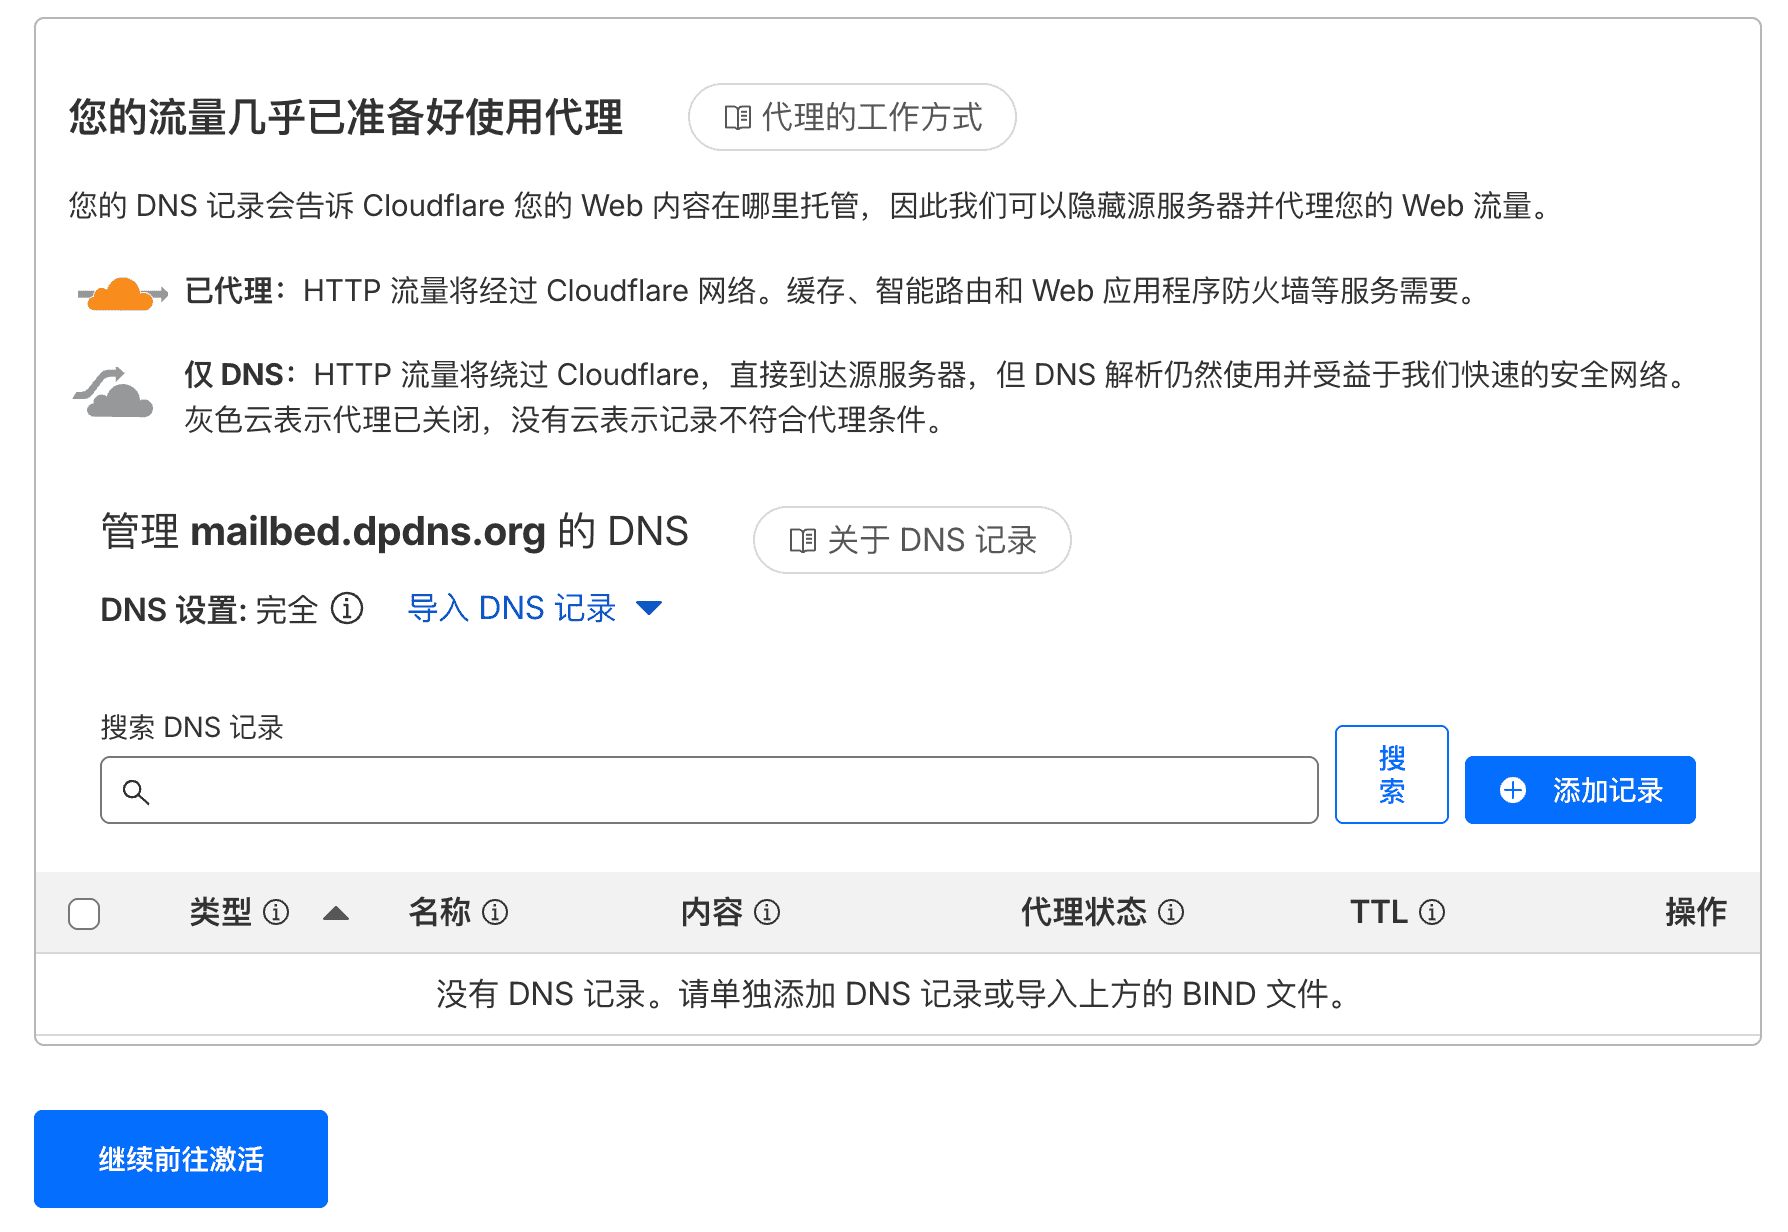 您的流量几乎已准备好使用代理
代理的工作方式
您的 DNS 记录会告诉 Cloudflare 您的 Web 内容在哪里托管，因此我们可以隐藏源服务器并代理您的 Web 流量。
已代理：HTTP 流量将经过 Cloudflare 网络。缓存、智能路由和 Web 应用程序防火墙等服务需要。
仅 DNS：HTTP 流量将绕过 Cloudflare，直接到达源服务器，但 DNS 解析仍然使用并受益于我们快速的安全网络。
灰色云表示代理已关闭，没有云表示记录不符合代理条件。
管理 mailbed.dpdns.org 的 DNS
关于 DNS 记录
DNS 设置: 完全
导入 DNS 记录
搜索 DNS 记录
搜
索
添加记录
类型 名称 内容 代理状态 TTL 操作
没有 DNS 记录。请单独添加 DNS 记录或导入上方的 BIND 文件。
继续前往激活